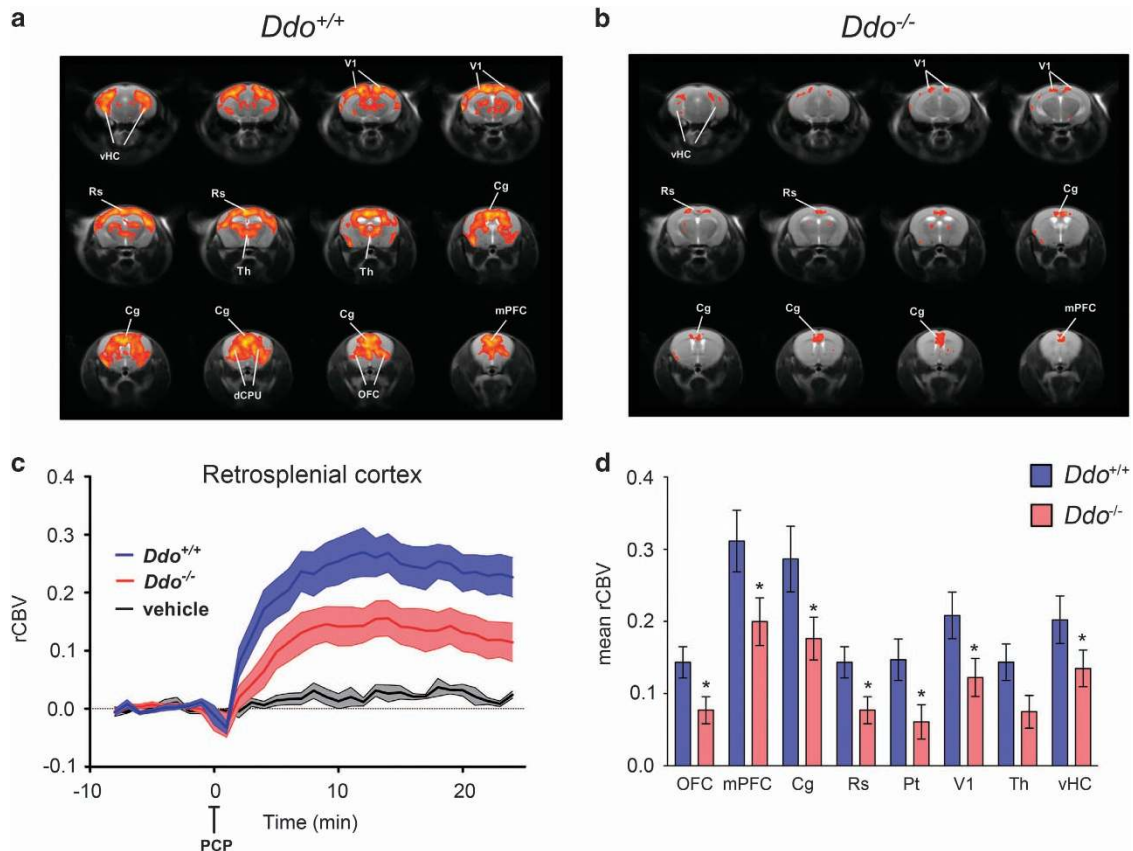 a
Ddo+/+
V1
V1
vHC
Rs
Rs
Cg
Th
Th
Cg
Cg
Cg
mPFC
dCPU
OFC
b
Ddo-/-
V1
V1
vHC
Rs
Rs
Cg
Cg
Cg
Cg
mPFC
c
Retrosplenial cortex
0.4
0.3
0.2
0.1
0.0
-0.1
rCBV
Ddo+/+
Ddo-/-
vehicle
-10
0
10
20
Time (min)
PCP
d
Ddo+/+
Ddo-/-
0.4
0.3
0.2
0.1
0.0
mean rCBV
*
*
*
*
*
*
*
OFC mPFC Cg Rs Pt V1 Th vHC